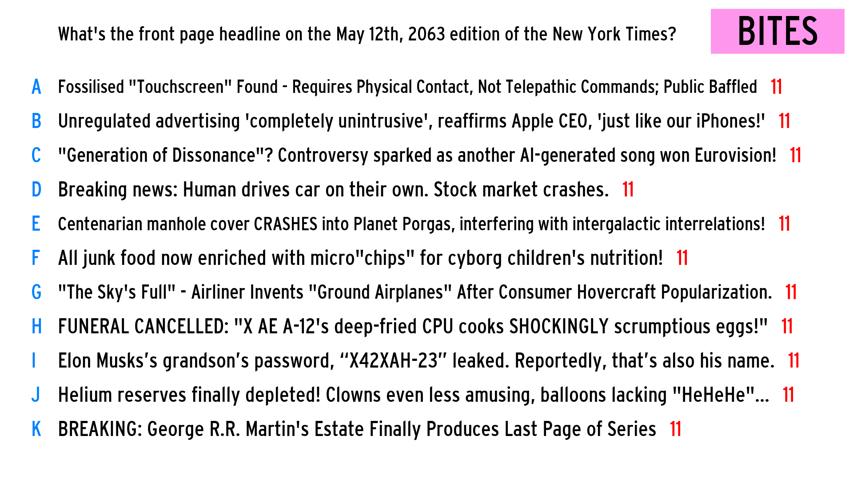 What's the front page headline on the May 12th, 2063 edition of the New York Times?
BITES
A Fossilised "Touchscreen" Found - Requires Physical Contact, Not Telepathic Commands; Public Baffled 11
B Unregulated advertising 'completely unintrusive', reaffirms Apple CEO, 'just like our iPhones!' 11
C "Generation of Dissonance"? Controversy sparked as another AI-generated song won Eurovision! 11
D Breaking news: Human drives car on their own. Stock market crashes. 11
E Centenarian manhole cover CRASHES into Planet Porgas, interfering with intergalactic interrelations! 11
F All junk food now enriched with micro"chips" for cyborg children's nutrition! 11
G "The Sky's Full" - Airliner Invents "Ground Airplanes" After Consumer Hovercraft Popularization. 11
H FUNERAL CANCELLED: "X AE A-12's deep-fried CPU cooks SHOCKINGLY scrumptious eggs!" 11
I Elon Musks’s grandson’s password, “X42XAH-23” leaked. Reportedly, that’s also his name. 11
J Helium reserves finally depleted! Clowns even less amusing, balloons lacking "HeHeHe"... 11
K BREAKING: George R.R. Martin's Estate Finally Produces Last Page of Series 11